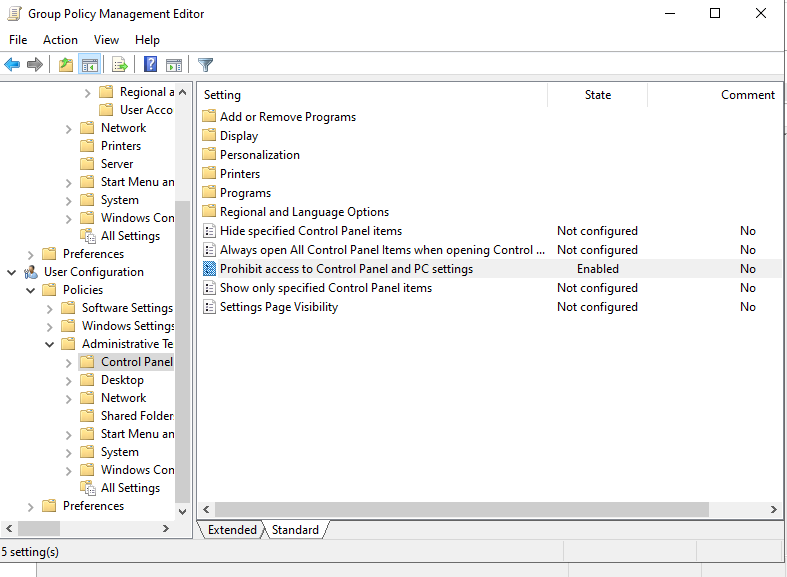 Group Policy Management Editor
File Action View Help
Regional a
User Acco
Network
Printers
Server
Start Menu an
System
Windows Con
All Settings
Preferences
User Configuration
Policies
Software Settings
Windows Settings
Administrative Te
Control Panel
Desktop
Network
Shared Folder
Start Menu an
System
Windows Con
All Settings
Preferences
Setting State Comment
Add or Remove Programs
Display
Personalization
Printers
Programs
Regional and Language Options
Hide specified Control Panel items Not configured No
Always open All Control Panel Items when opening Control ... Not configured No
Prohibit access to Control Panel and PC settings Enabled No
Show only specified Control Panel items Not configured No
Settings Page Visibility Not configured No
Extended Standard
5 setting(s)